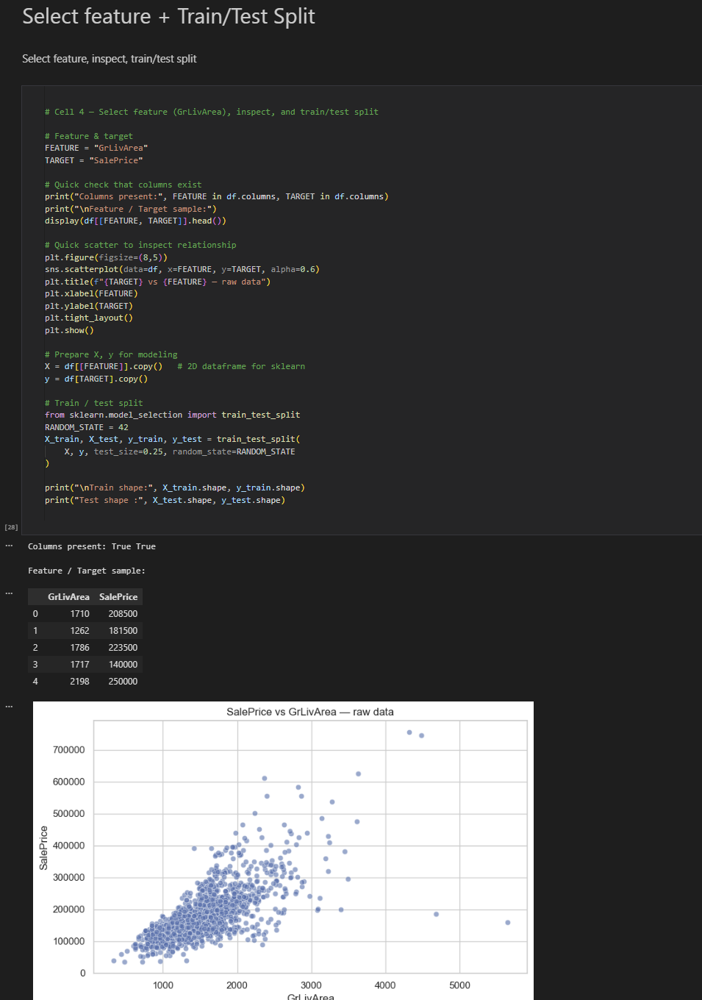 Select feature + Train/Test Split
Select feature, inspect, train/test split
# Cell 4 — Select feature (GrLivArea), inspect, and train/test split
# Feature & target
FEATURE = "GrLivArea"
TARGET = "SalePrice"
# Quick check that columns exist
print("Columns present:", FEATURE in df.columns, TARGET in df.columns)
print("\nFeature / Target sample:")
display(df[[FEATURE, TARGET]].head())
# Quick scatter to inspect relationship
plt.figure(figsize=(8,5))
sns.scatterplot(data=df, x=FEATURE, y=TARGET, alpha=0.6)
plt.title(f"{TARGET} vs {FEATURE} — raw data")
plt.xlabel(FEATURE)
plt.ylabel(TARGET)
plt.tight_layout()
plt.show()
# Prepare X, y for modeling
X = df[[FEATURE]].copy()   # 2D dataframe for sklearn
y = df[TARGET].copy()
# Train / test split
from sklearn.model_selection import train_test_split
RANDOM_STATE = 42
X_train, X_test, y_train, y_test = train_test_split(
    X, y, test_size=0.25, random_state=RANDOM_STATE
)
print("\nTrain shape:", X_train.shape, y_train.shape)
print("Test shape :", X_test.shape, y_test.shape)
[28]
... Columns present: True True
Feature / Target sample:
...
GrLivArea SalePrice
0 1710 208500
1 1262 181500
2 1786 223500
3 1717 140000
4 2198 250000
...
SalePrice vs GrLivArea — raw data
700000
600000
500000
400000
300000
200000
100000
0
SalePrice
1000 2000 3000 4000 5000
GrLivArea